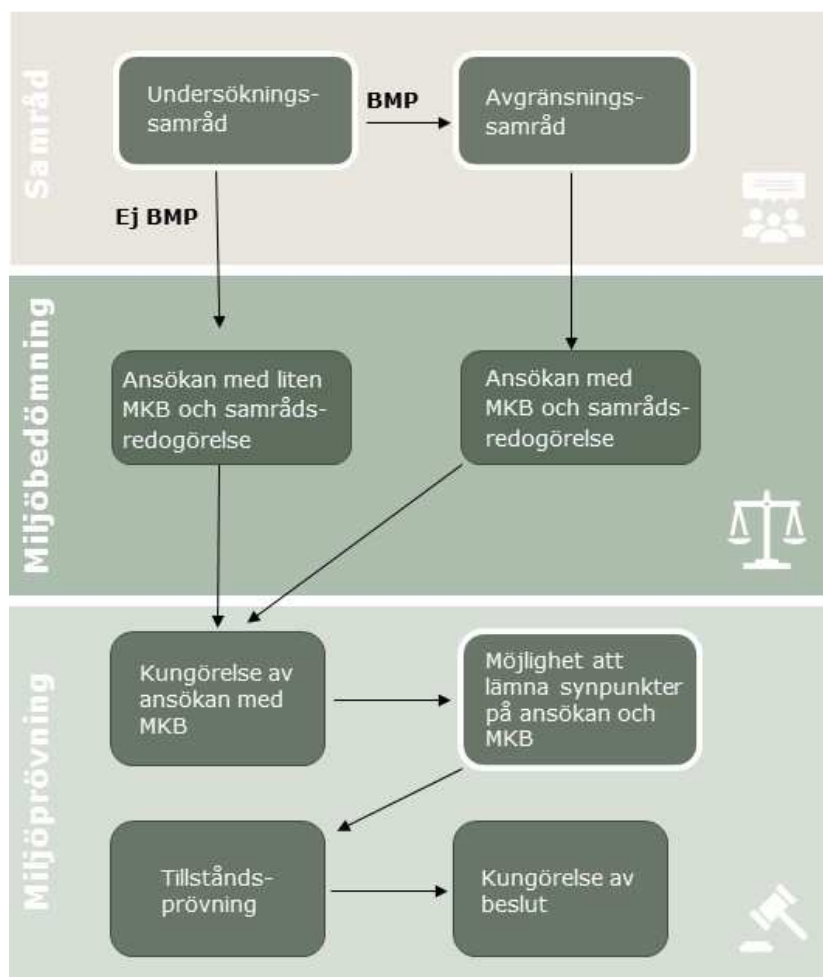 Samråd
Undersöknings-
samråd
BMP
Avgränsnings-
samråd
Ej BMP
Miljöbedömning
Ansökan med liten
MKB och samråds-
redogörelse
Ansökan med
MKB och samråds-
redogörelse
Miljöprövning
Kungörelse av
ansökan med
MKB
Möjlighet att
lämna synpunkter
på ansökan och
MKB
Tillstånds-
prövning
Kungörelse av
beslut